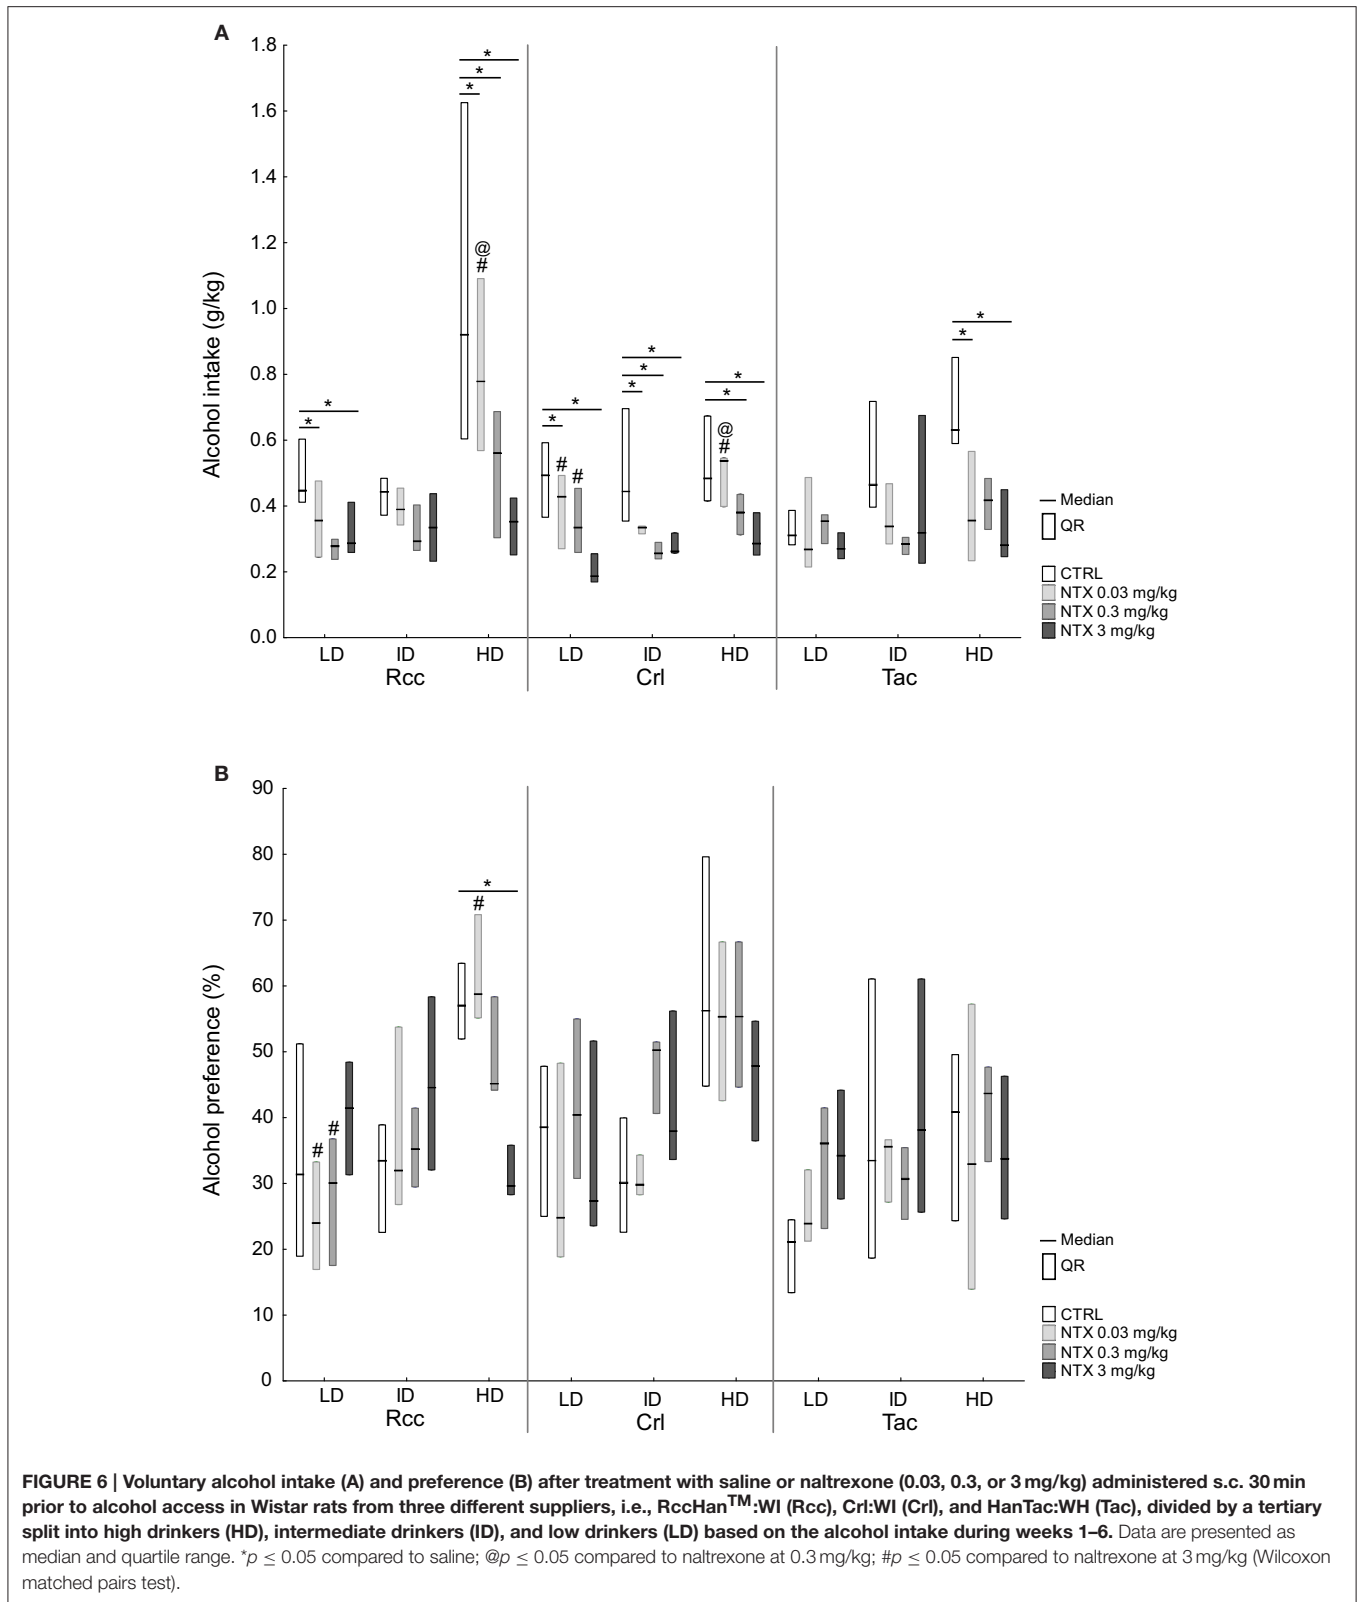 A
1.8
* 
*
*
1.6
1.4
1.2
@
#
1.0
Alcohol intake (g/kg)
*
*
0.8
*
*
*
*
*
*
*
*
*
@
#
0.6
# #
0.4
0.2
0.0
Median
QR
CTRL
NTX 0.03 mg/kg
NTX 0.3 mg/kg
NTX 3 mg/kg
LD ID HD LD ID HD LD ID HD
Rcc Crl Tac
B
90
80
*
#
70
60
50
Alcohol preference (%)
40
# #
30
20
10
0
Median
QR
CTRL
NTX 0.03 mg/kg
NTX 0.3 mg/kg
NTX 3 mg/kg
LD ID HD LD ID HD LD ID HD
Rcc Crl Tac
FIGURE 6 | Voluntary alcohol intake (A) and preference (B) after treatment with saline or naltrexone (0.03, 0.3, or 3 mg/kg) administered s.c. 30 min
prior to alcohol access in Wistar rats from three different suppliers, i.e., RccHan™:WI (Rcc), Crl:WI (Crl), and HanTac:WH (Tac), divided by a tertiary
split into high drinkers (HD), intermediate drinkers (ID), and low drinkers (LD) based on the alcohol intake during weeks 1–6. Data are presented as
median and quartile range. *p ≤ 0.05 compared to saline; @p ≤ 0.05 compared to naltrexone at 0.3 mg/kg; #p ≤ 0.05 compared to naltrexone at 3 mg/kg (Wilcoxon
matched pairs test).